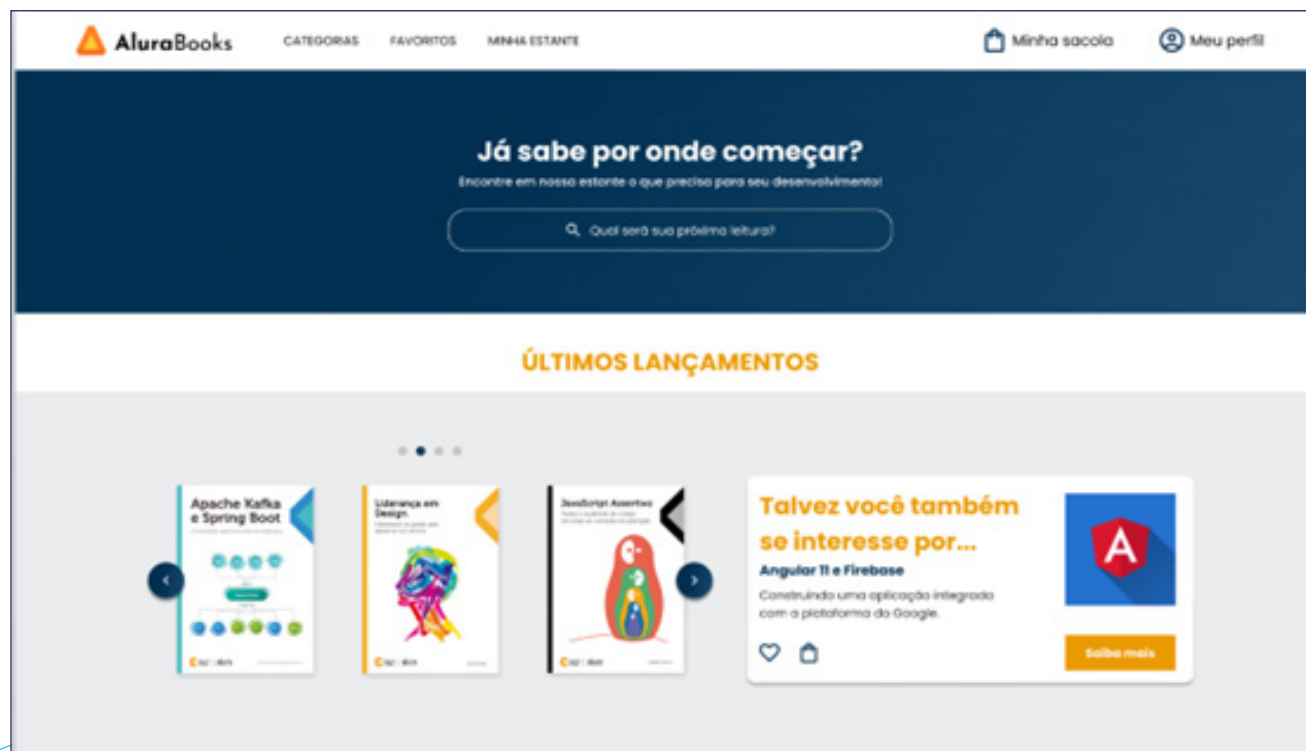 AluraBooks
CATEGORIAS
FAVORITOS
MINHA ESTANTE
Minha sacola
Meu perfil
Já sabe por onde começar?
Encontre em nossa estante o que precisa para seu desenvolvimento!
Qual será sua próxima leitura?
ÚLTIMOS LANÇAMENTOS
Apache Kafka
e Spring Boot
Liderança em
Design
JavaScript Assertivo
Talvez você também
se interesse por...
Angular 11 e Firebase
Construindo uma aplicação integrada
com a plataforma do Google.
A
Saiba mais